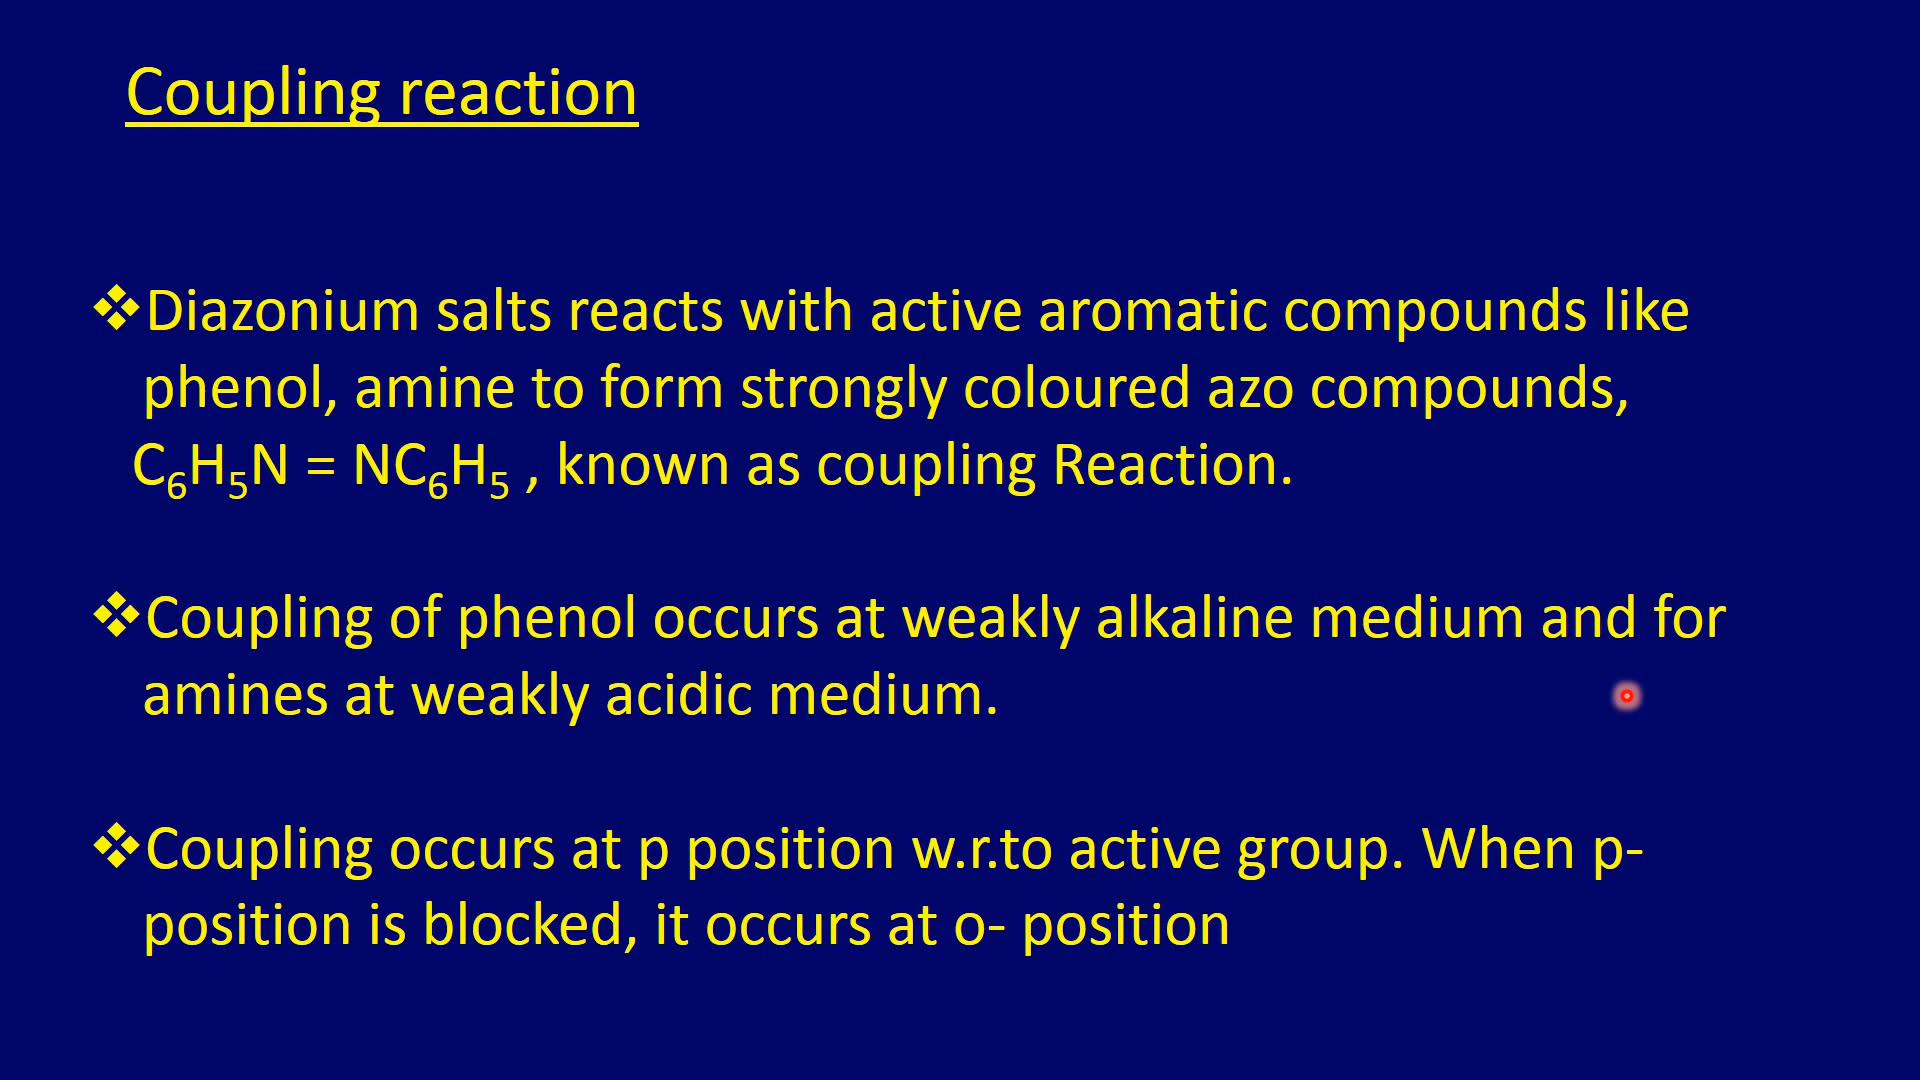 Coupling reaction
❖Diazonium salts reacts with active aromatic compounds like
phenol, amine to form strongly coloured azo compounds,
C₆H₅N = NC₆H₅ , known as coupling Reaction.
❖Coupling of phenol occurs at weakly alkaline medium and for
amines at weakly acidic medium.
❖Coupling occurs at p position w.r.to active group. When p-
position is blocked, it occurs at o- position